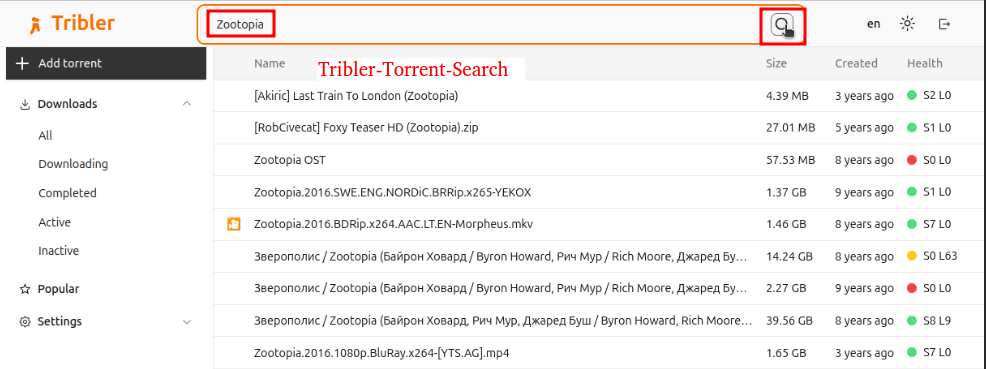 Tribler
Zootopia
en
Add torrent
Name
Tribler-Torrent-Search
Size
Created
Health
Downloads
All
Downloading
Completed
Active
Inactive
Popular
Settings
[Akiric] Last Train To London (Zootopia) 4.39 MB 3 years ago S2 L0
[RobCivecat] Foxy Teaser HD (Zootopia).zip 27.01 MB 5 years ago S1 L0
Zootopia OST 57.53 MB 8 years ago S0 L0
Zootopia.2016.SWE.ENG.NORDiC.BRRip.x265-YEKOX 1.37 GB 9 years ago S1 L0
Zootopia.2016.BDRip.x264.AAC.LT.EN-Morpheus.mkv 1.46 GB 8 years ago S7 L0
Зверополис / Zootopia (Байрон Ховард / Byron Howard, Рич Мур / Rich Moore, Джаред Бу… 14.24 GB 8 years ago S0 L63
Зверополис / Zootopia (Байрон Ховард / Byron Howard, Рич Мур / Rich Moore, Джаред Бу… 2.27 GB 9 years ago S0 L0
Зверополис / Zootopia (Байрон Ховард, Рич Мур, Джаред Буш / Byron Howard, Rich Moore… 39.56 GB 8 years ago S8 L9
Zootopia.2016.1080p.BluRay.x264-[YTS.AG].mp4 1.65 GB 3 years ago S7 L0